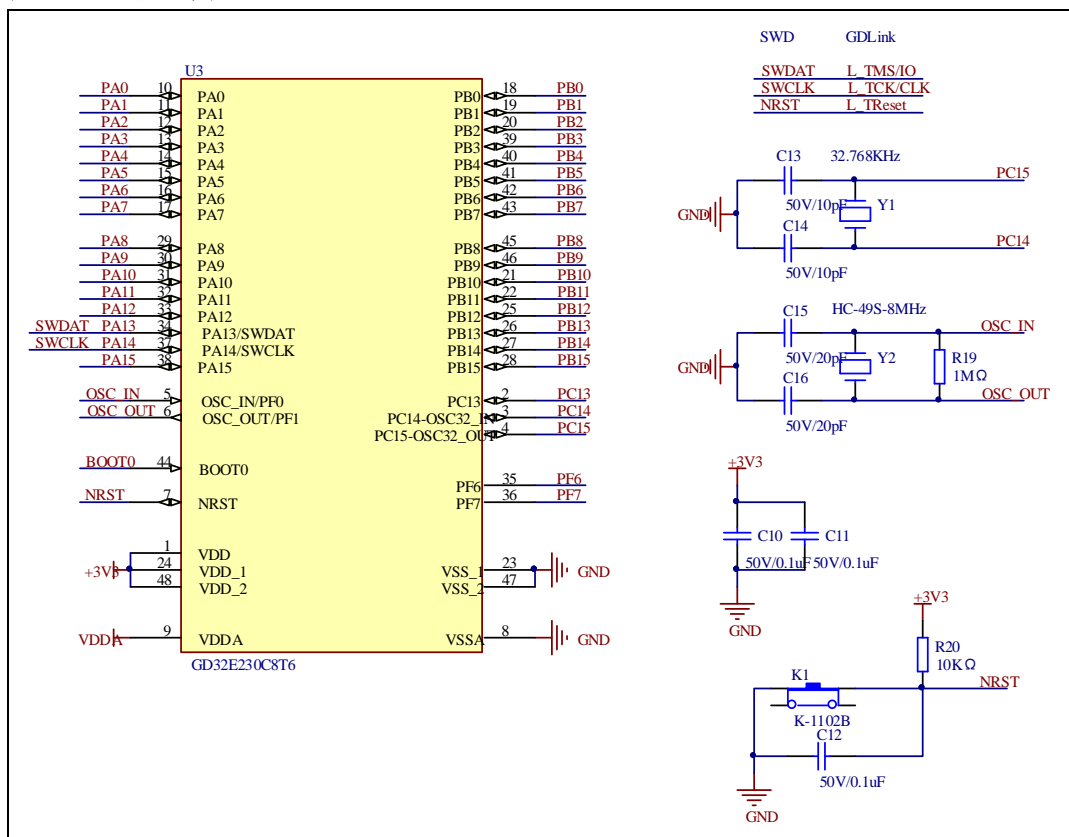 U3
PA0 10 PA0 PB0 18 PB0
PA1 11 PA1 PB1 19 PB1
PA2 12 PA2 PB2 20 PB2
PA3 13 PA3 PB3 39 PB3
PA4 14 PA4 PB4 40 PB4
PA5 15 PA5 PB5 41 PB5
PA6 16 PA6 PB6 42 PB6
PA7 17 PA7 PB7 43 PB7
PA8 29 PA8 PB8 45 PB8
PA9 30 PA9 PB9 46 PB9
PA10 31 PA10 PB10 21 PB10
PA11 32 PA11 PB11 22 PB11
PA12 33 PA12 PB12 25 PB12
SWDAT PA13 34 PA13/SWDAT PB13 26 PB13
SWCLK PA14 37 PA14/SWCLK PB14 27 PB14
PA15 38 PA15 PB15 28 PB15
OSC_IN 5 OSC_IN/PF0 PC13 2 PC13
OSC_OUT 6 OSC_OUT/PF1 PC14-OSC32_IN 3 PC14
PC15-OSC32_OUT 4 PC15
BOOT0 44 BOOT0
PF6 35 PF6
NRST 7 NRST PF7 36 PF7
1 VDD
+3V3 24 VDD_1 VSS_1 23 GND
48 VDD_2 VSS_2 47
VDDA 9 VDDA VSSA 8 GND
GD32E230C8T6
SWD GDLink
SWDAT L_TMS/IO
SWCLK L_TCK/CLK
NRST L_TReset
C13 32.768KHz
PC15
50V/10pF Y1
GND
C14
PC14
50V/10pF
C15 HC-49S-8MHz
OSC_IN
50V/20pF Y2 R19
GND
1MΩ
C16
OSC_OUT
50V/20pF
+3V3
C10 C11
50V/0.1uF 50V/0.1uF
GND
+3V3
R20
10KΩ
K1
NRST
K-1102B
C12
50V/0.1uF
GND